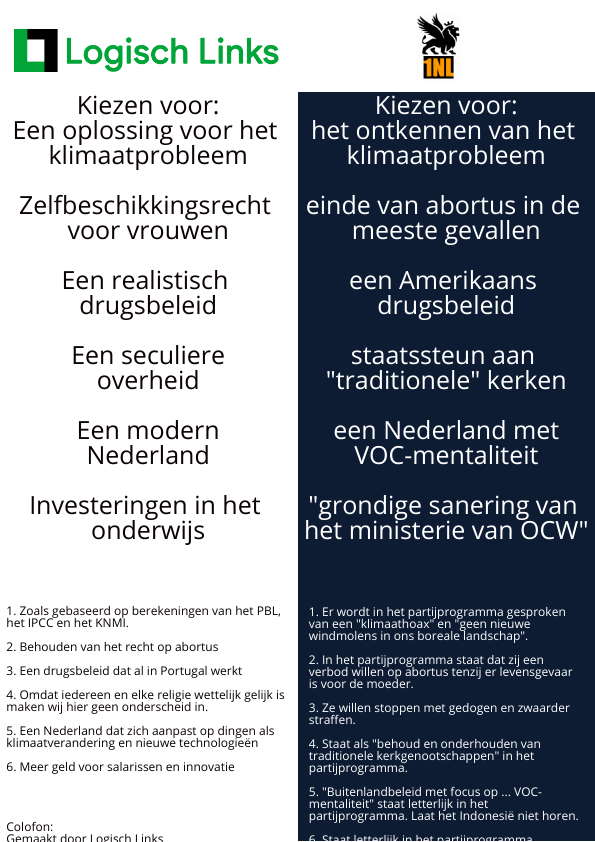 Logisch Links
Kiezen voor:
Een oplossing voor het
klimaatprobleem
Zelfbeschikkingsrecht
voor vrouwen
Een realistisch
drugsbeleid
Een seculiere
overheid
Een modern
Nederland
Investeringen in het
onderwijs
1. Zoals gebaseerd op berekeningen van het PBL,
het IPCC en het KNMI.
2. Behouden van het recht op abortus
3. Een drugsbeleid dat al in Portugal werkt
4. Omdat iedereen en elke religie wettelijk gelijk is
maken wij hier geen onderscheid in.
5. Een Nederland dat zich aanpast op dingen als
klimaatverandering en nieuwe technologieën
6. Meer geld voor salarissen en innovatie
Colofon:
Gemaakt door Logisch Links
1NL
Kiezen voor:
het ontkennen van het
klimaatprobleem
einde van abortus in de
meeste gevallen
een Amerikaans
drugsbeleid
staatssteun aan
"traditionele" kerken
een Nederland met
VOC-mentaliteit
"grondige sanering van
het ministerie van OCW"
1. Er wordt in het partijprogramma gesproken
van een "klimaathoax" en "geen nieuwe
windmolens in ons boreale landschap".
2. In het partijprogramma staat dat zij een
verbod willen op abortus tenzij er levensgevaar
is voor de moeder.
3. Ze willen stoppen met gedogen en zwaarder
straffen.
4. Staat als "behoud en onderhouden van
traditionele kerkgenootschappen" in het
partijprogramma.
5. "Buitenlandbeleid met focus op ... VOC-
mentaliteit" staat letterlijk in het
partijprogramma. Laat het Indonesië niet horen.
6. Staat letterlijk in het partijprogramma